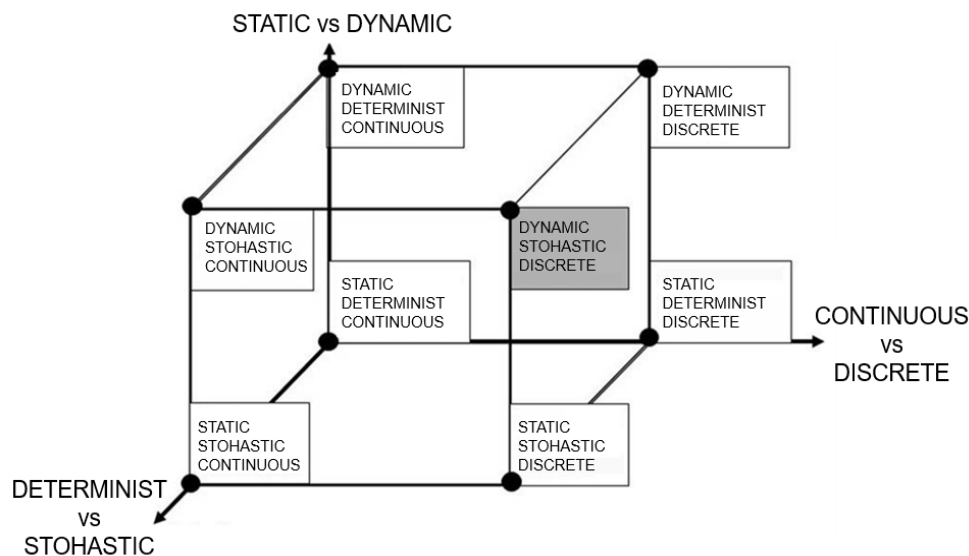 STATIC vs DYNAMIC
DYNAMIC
DETERMINIST
CONTINUOUS
DYNAMIC
DETERMINIST
DISCRETE
DYNAMIC
STOHASTIC
CONTINUOUS
DYNAMIC
STOHASTIC
DISCRETE
STATIC
DETERMINIST
CONTINUOUS
STATIC
DETERMINIST
DISCRETE
CONTINUOUS
vs
DISCRETE
STATIC
STOHASTIC
CONTINUOUS
STATIC
STOHASTIC
DISCRETE
DETERMINIST
vs
STOHASTIC